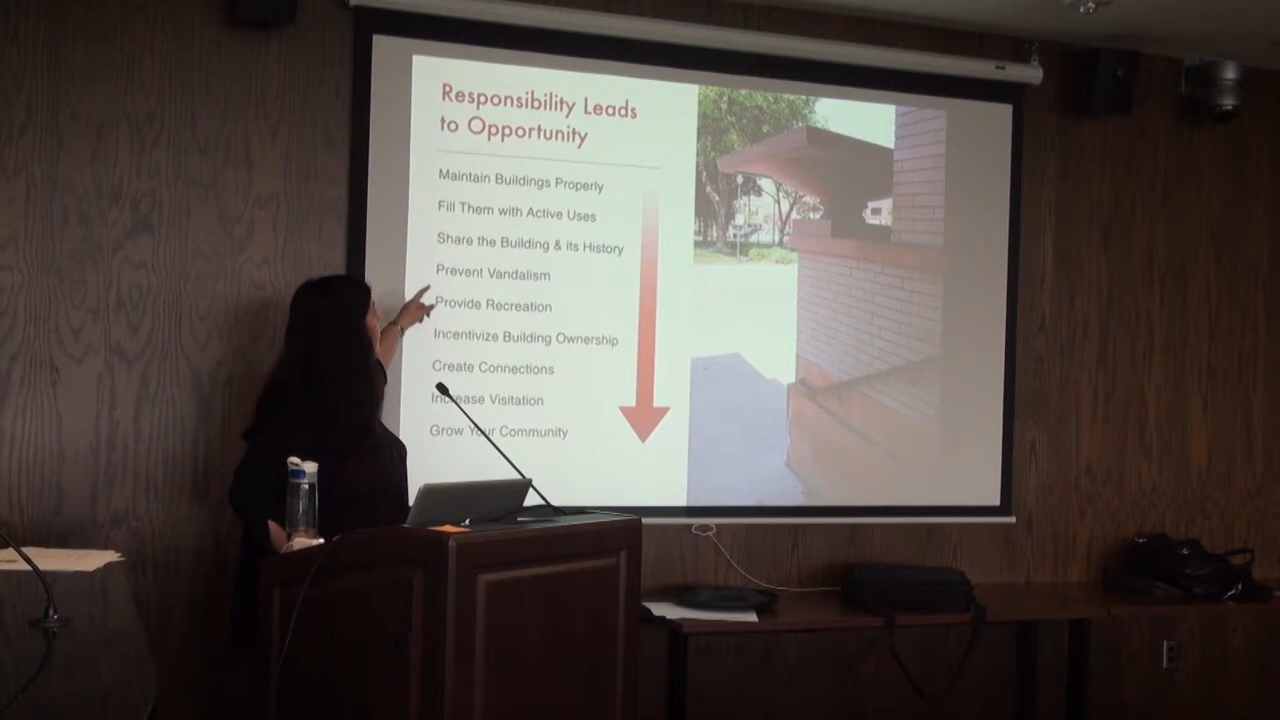 Responsibility Leads
to Opportunity
Maintain Buildings Properly
Fill Them with Active Uses
Share the Building & its History
Prevent Vandalism
Provide Recreation
Incentivize Building Ownership
Create Connections
Increase Visitation
Grow Your Community